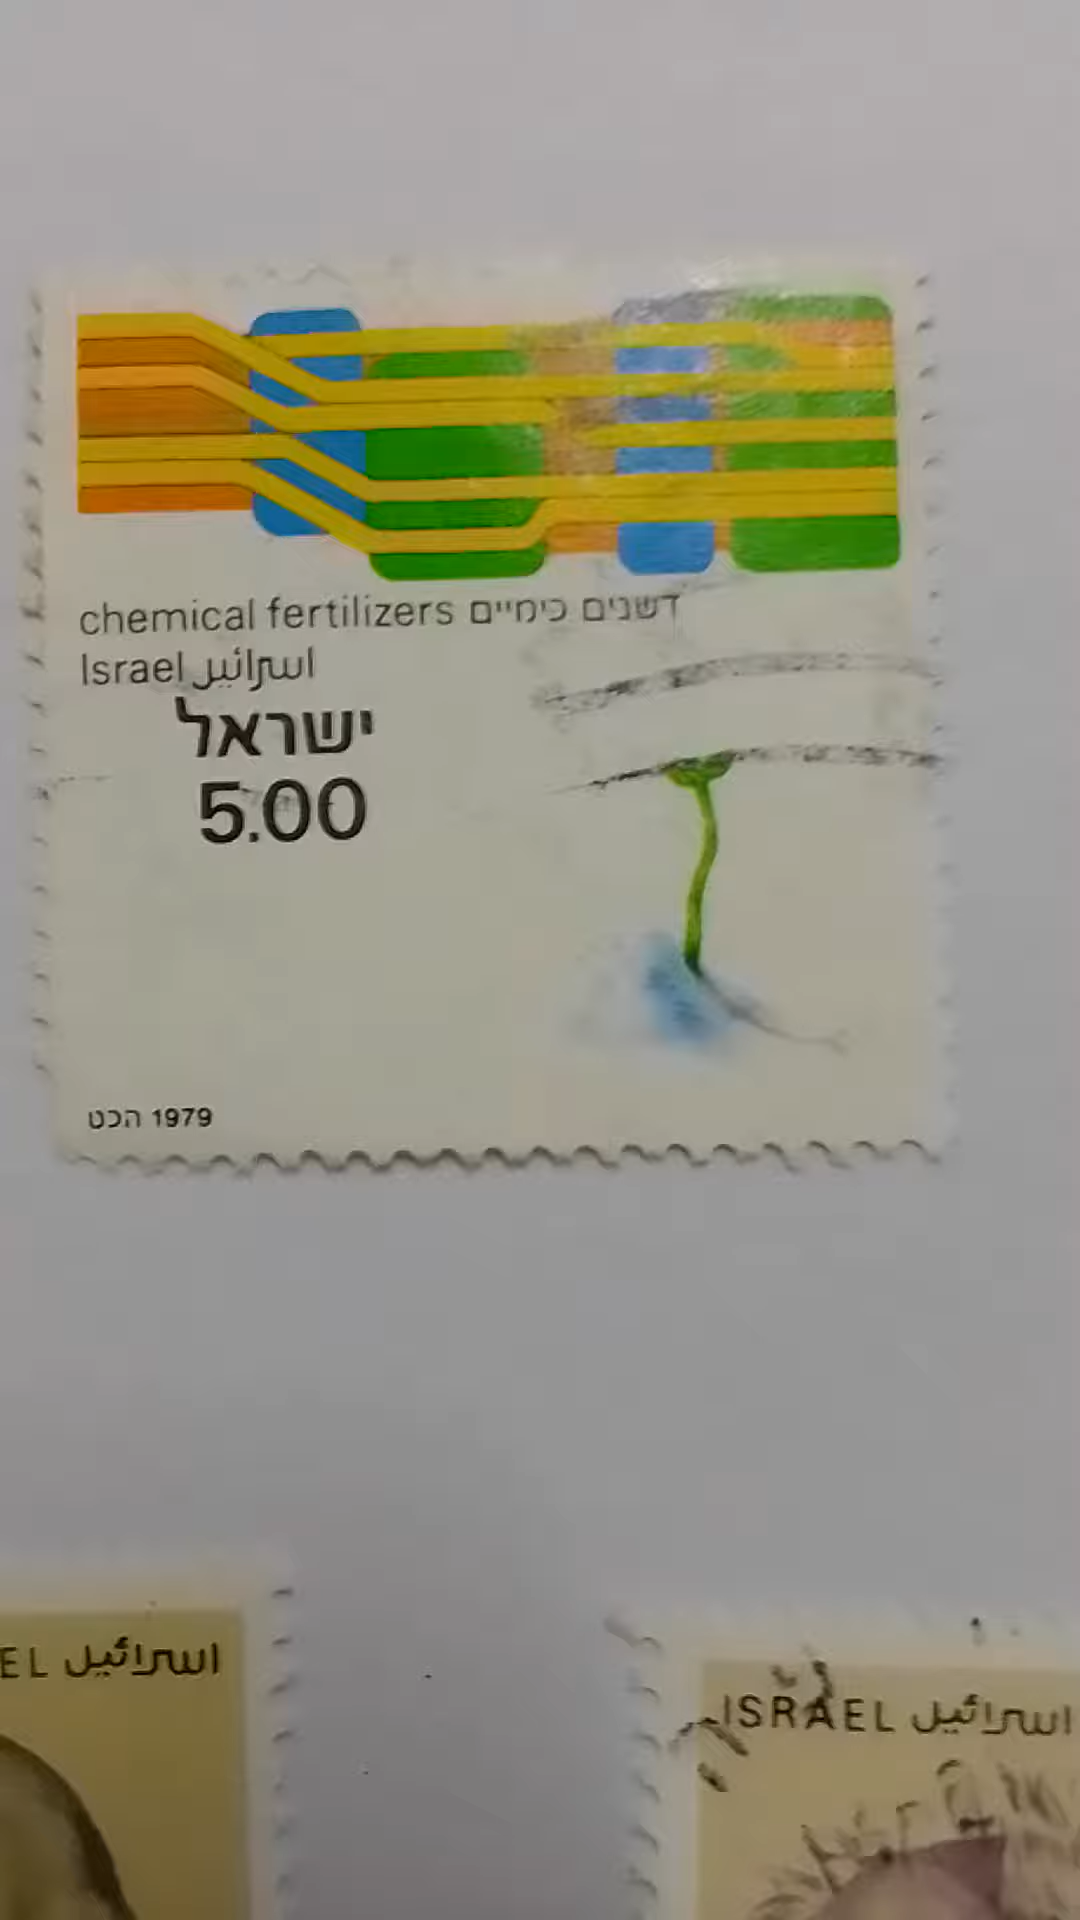 chemical fertilizers דשנים כימיים
Israel اسرائيل
ישראל
5.00
הכט 1979
EL اسرائيل
ISRAEL اسرائيل